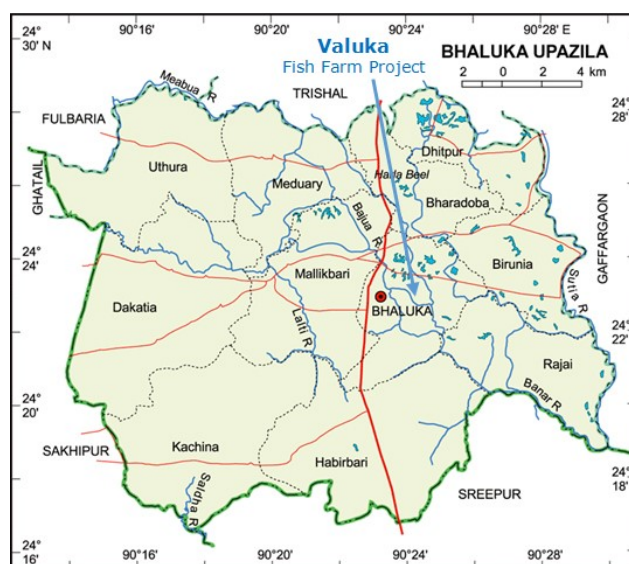 90°16'
90°20'
90°24'
90°28' E
24°
30' N
Valuka
Fish Farm Project
BHALUKA UPAZILA
2 0 2 4 km
Meabua R
TRISHAL
24°
28'
FULBARIA
Dhitpur
Uthura
Meduary
GHATAIL
Bharadoba
Bajua R
GAFFARGAON
24°
24'
Mallikbari
Birunia
Sutia R
Dakatia
BHALUKA
Lalti R
24°
22'
Rajai
Banar R
24°
20'
Kachina
SAKHIPUR
Habirbari
Saldha R
SREEPUR
24°
18'
24°
16'
90°16'
90°20'
90°24'
90°28'